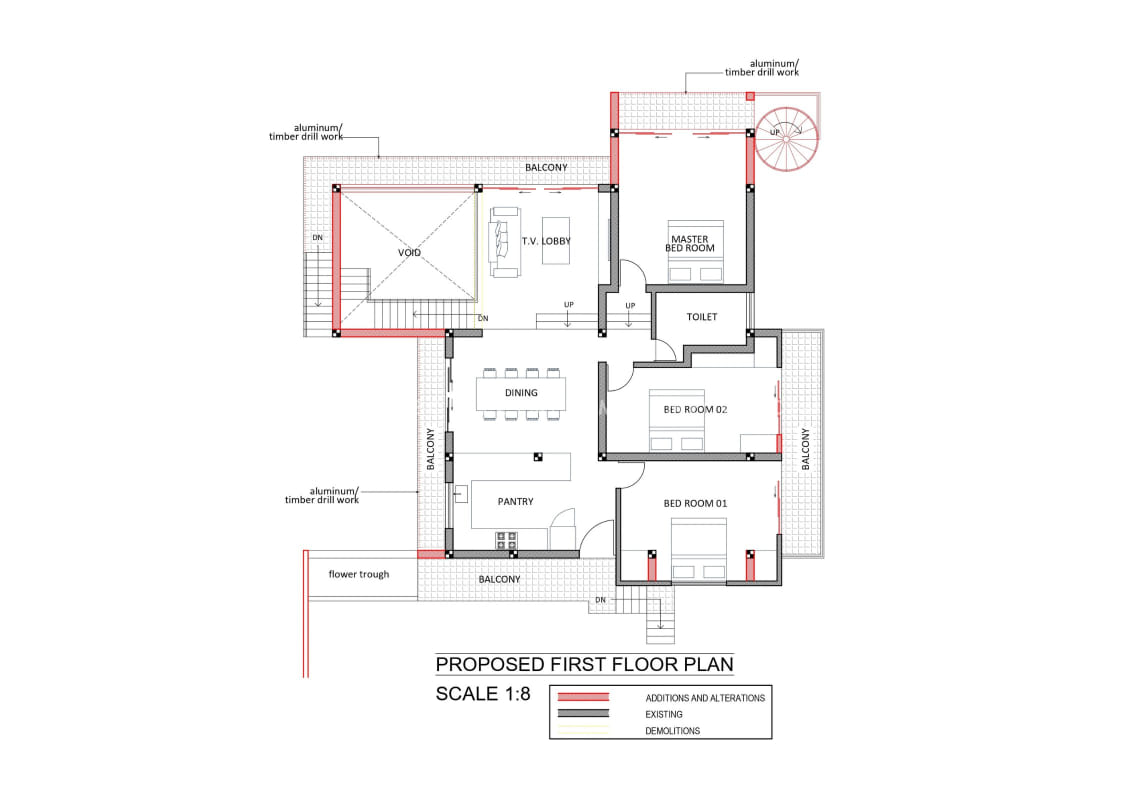 aluminum/
timber drill work
aluminum/
timber drill work
UP
BALCONY
DN
VOID
T.V. LOBBY
MASTER
BED ROOM
UP
UP
DN
TOILET
DINING
BED ROOM 02
BALCONY
BALCONY
aluminum/
timber drill work
PANTRY
BED ROOM 01
flower trough
BALCONY
DN
PROPOSED FIRST FLOOR PLAN
SCALE 1:8
ADDITIONS AND ALTERATIONS
EXISTING
DEMOLITIONS